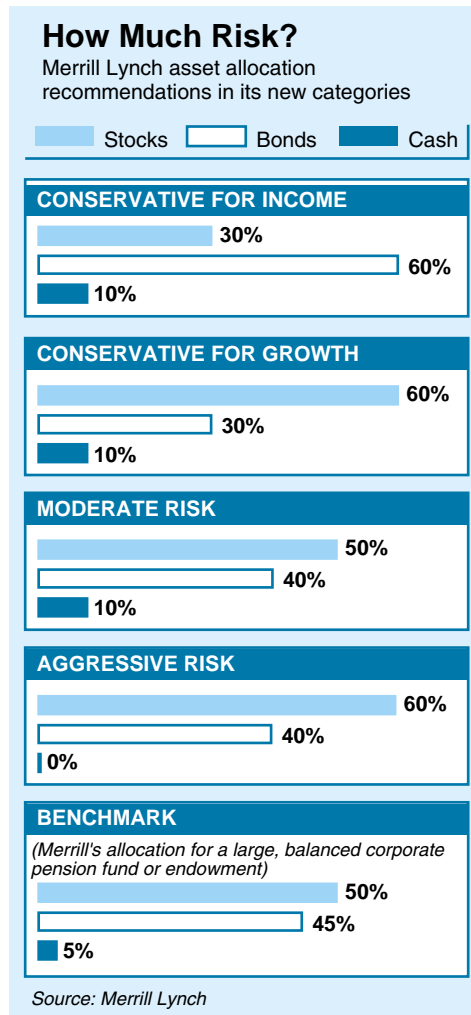 How Much Risk?
Merrill Lynch asset allocation
recommendations in its new categories
Stocks Bonds Cash
CONSERVATIVE FOR INCOME
30%
60%
10%
CONSERVATIVE FOR GROWTH
60%
30%
10%
MODERATE RISK
50%
40%
10%
AGGRESSIVE RISK
60%
40%
0%
BENCHMARK
(Merrill's allocation for a large, balanced corporate
pension fund or endowment)
50%
45%
5%
Source: Merrill Lynch